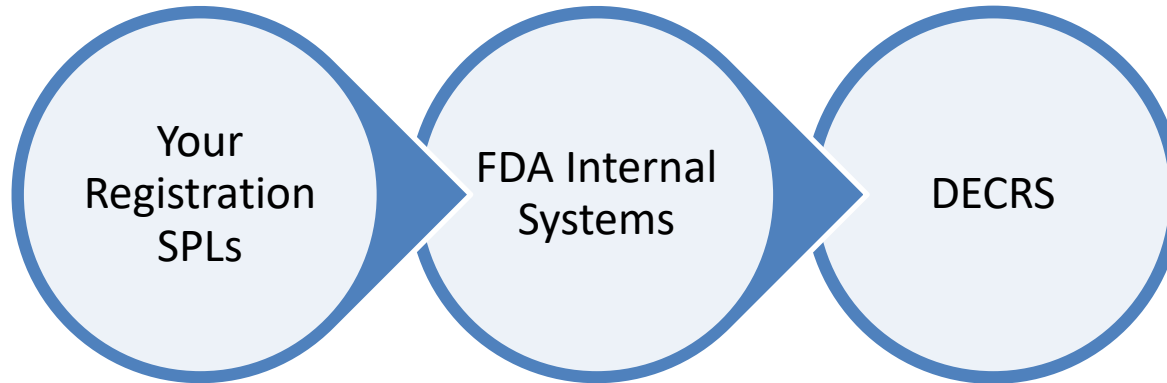 Your
Registration
SPLs
FDA Internal
Systems
DECRS